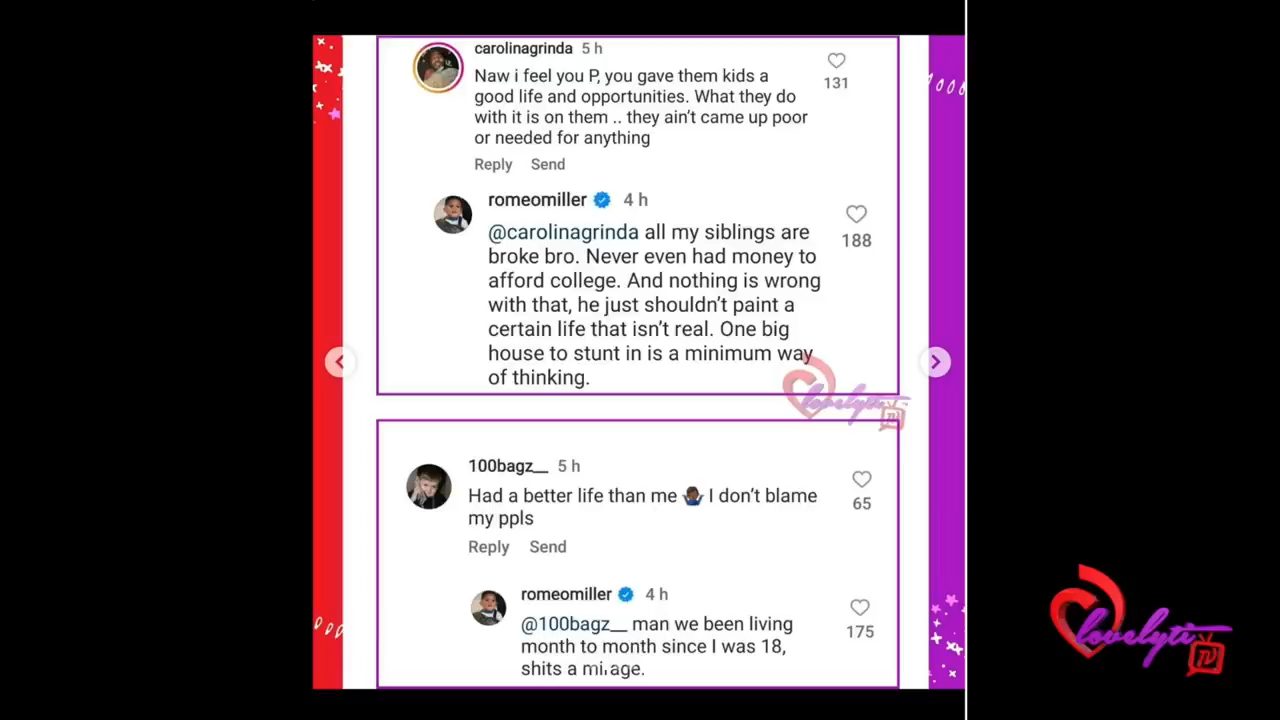 carolinagrinda 5 h
Naw i feel you P, you gave them kids a
good life and opportunities. What they do
with it is on them .. they ain't came up poor
or needed for anything
131
Reply Send
romeomiller 4 h
@carolinagrinda all my siblings are
broke bro. Never even had money to
afford college. And nothing is wrong
with that, he just shouldn't paint a
certain life that isn't real. One big
house to stunt in is a minimum way
of thinking.
188
lovelyti TV
100bagz__ 5 h
Had a better life than me 🤷🏾‍♂️ I don't blame
my ppls
65
Reply Send
romeomiller 4 h
@100bagz__ man we been living
month to month since I was 18,
shits a mirage.
175
lovelyti
TV